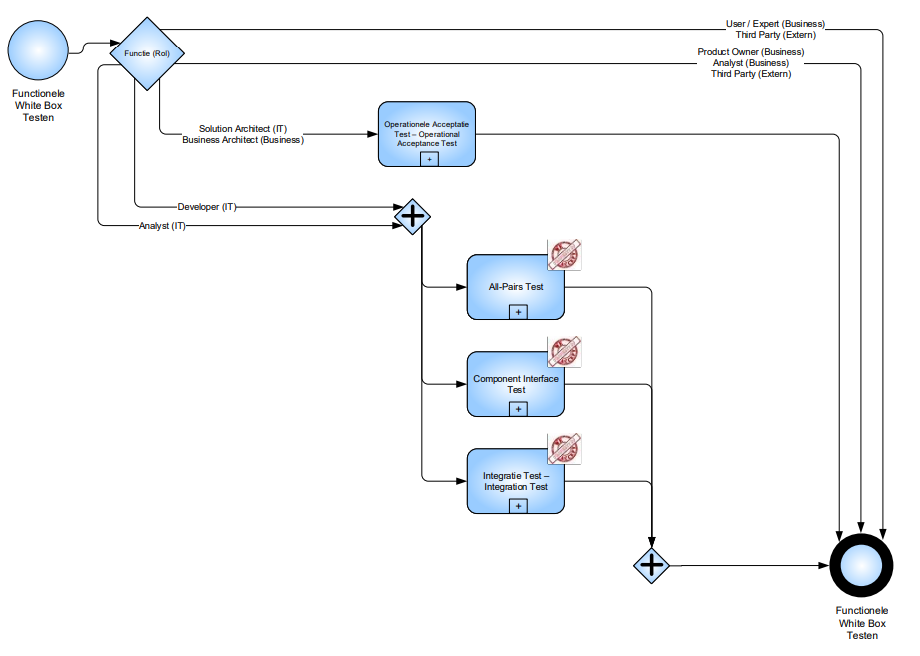 User / Expert (Business)
Third Party (Extern)
Functie (Rol)
Product Owner (Business)
Analyst (Business)
Third Party (Extern)
Functionele
White Box
Testen
Solution Architect (IT)
Business Architect (Business)
Operationele Acceptatie
Test – Operational
Acceptance Test
Developer (IT)
Analyst (IT)
All-Pairs Test
Component Interface
Test
Integratie Test –
Integration Test
Functionele
White Box
Testen